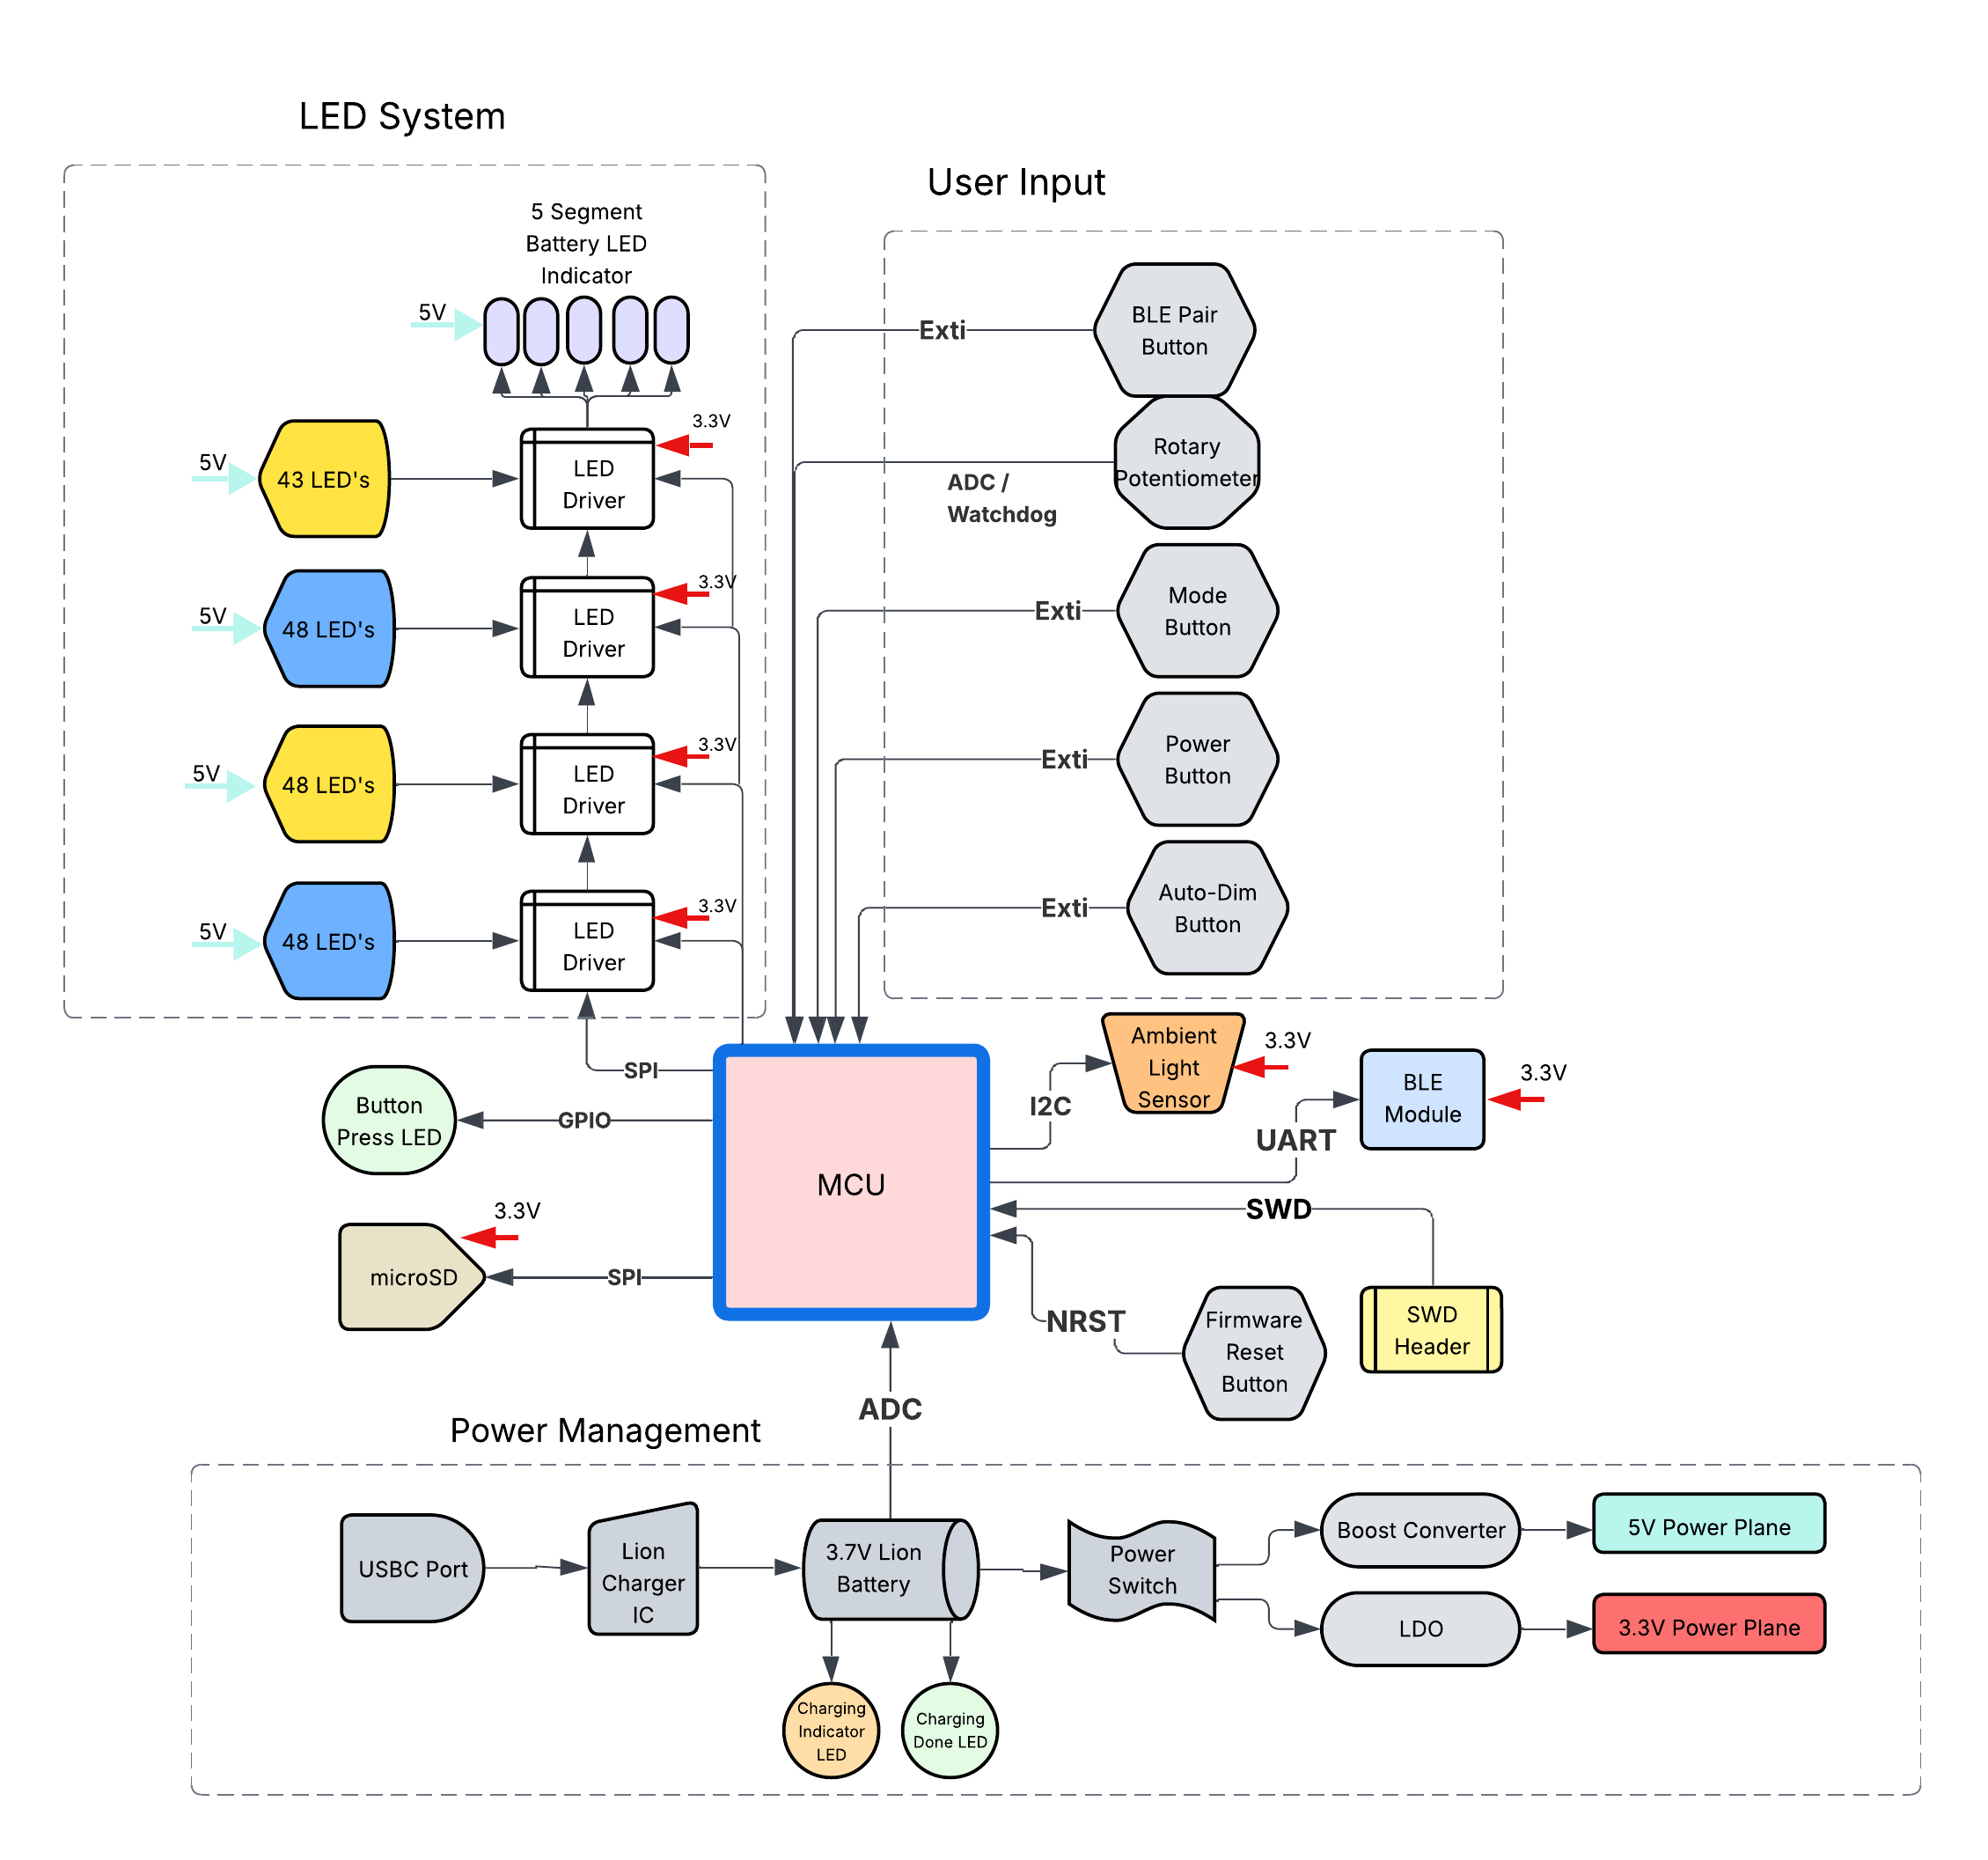 LED System
5 Segment
Battery LED
Indicator
5V
3.3V
5V
43 LED's
LED
Driver
3.3V
5V
48 LED's
LED
Driver
3.3V
5V
48 LED's
LED
Driver
3.3V
5V
48 LED's
LED
Driver
User Input
Exti
BLE Pair
Button
ADC /
Watchdog
Rotary
Potentiometer
Exti
Mode
Button
Exti
Power
Button
Exti
Auto-Dim
Button
SPI
GPIO
Button
Press LED
3.3V
microSD
SPI
MCU
I2C
Ambient
Light
Sensor
3.3V
UART
BLE
Module
3.3V
SWD
SWD
Header
NRST
Firmware
Reset
Button
ADC
Power Management
USBC Port
Lion
Charger
IC
3.7V Lion
Battery
Power
Switch
Boost Converter
5V Power Plane
LDO
3.3V Power Plane
Charging
Indicator
LED
Charging
Done LED